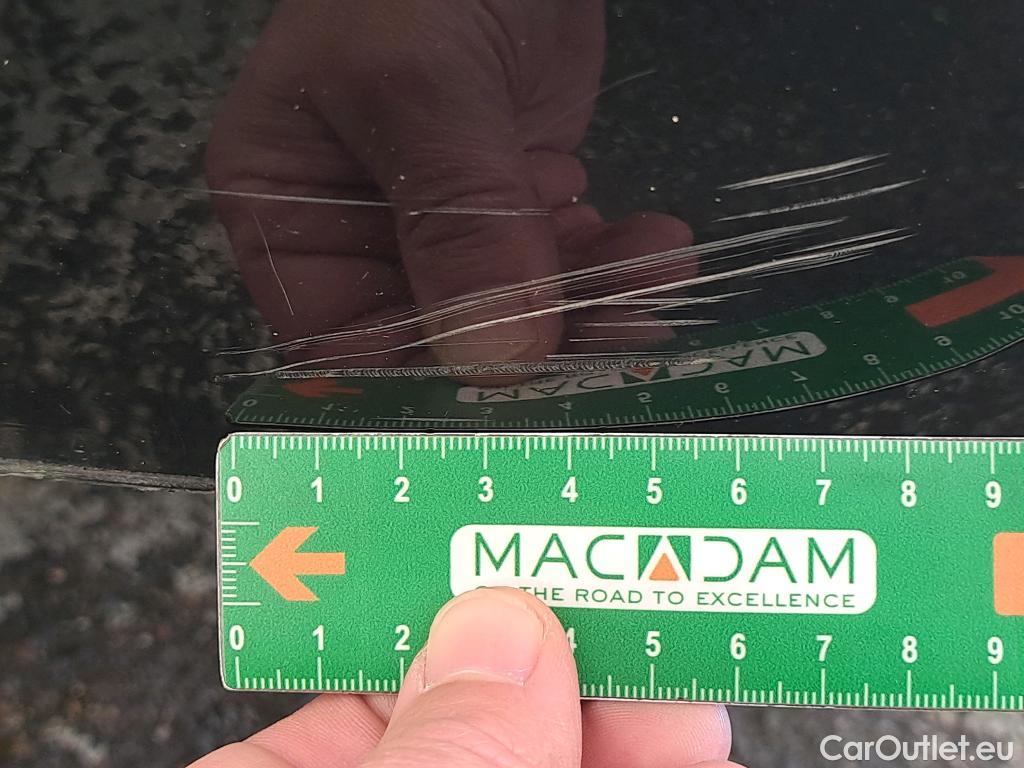 0 1 2 3 4 5 6 7 8 9
MACADAM
THE ROAD TO EXCELLENCE
0 1 2 4 5 6 7 8 9
CarOutlet.eu